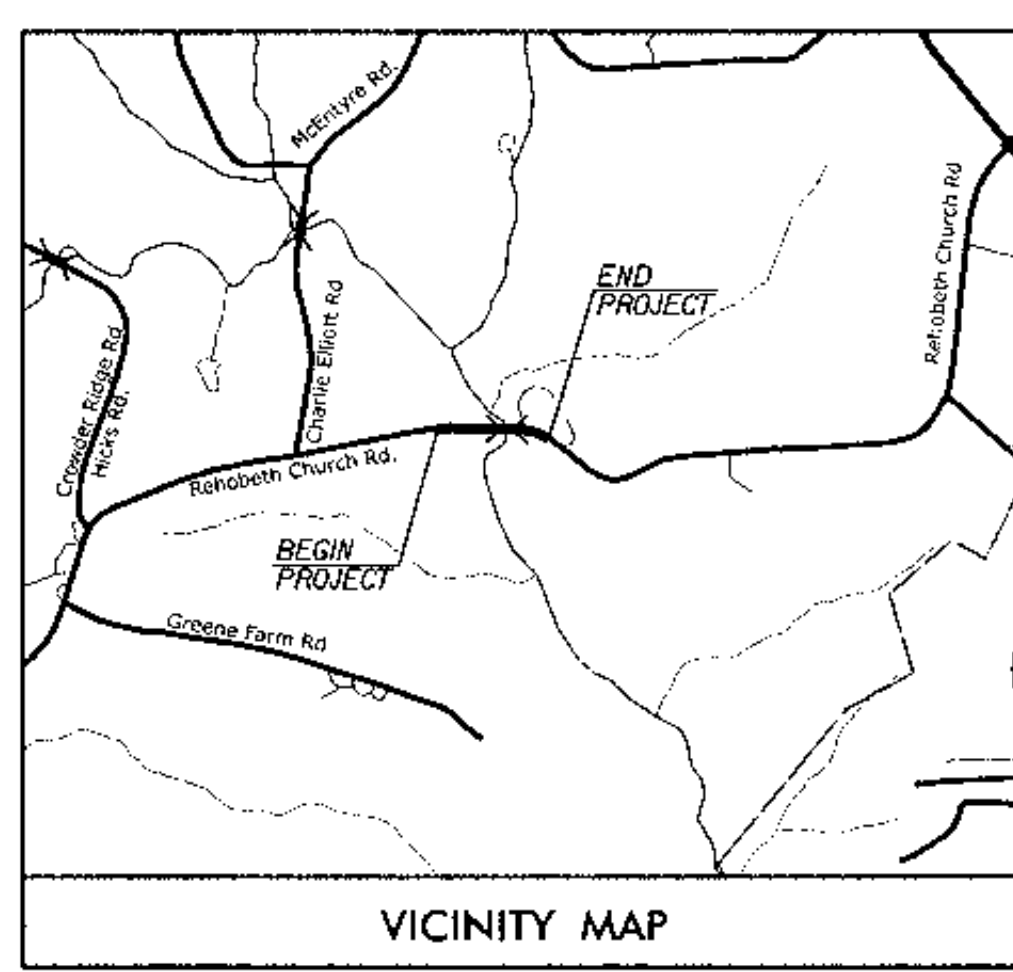 McEntyre Rd.
Rehobeth Church Rd
END
PROJECT
Charlie Elliott Rd
Crowder Ridge Rd
Hicks Rd.
Rehobeth Church Rd.
BEGIN
PROJECT
Greene Farm Rd
VICINITY MAP